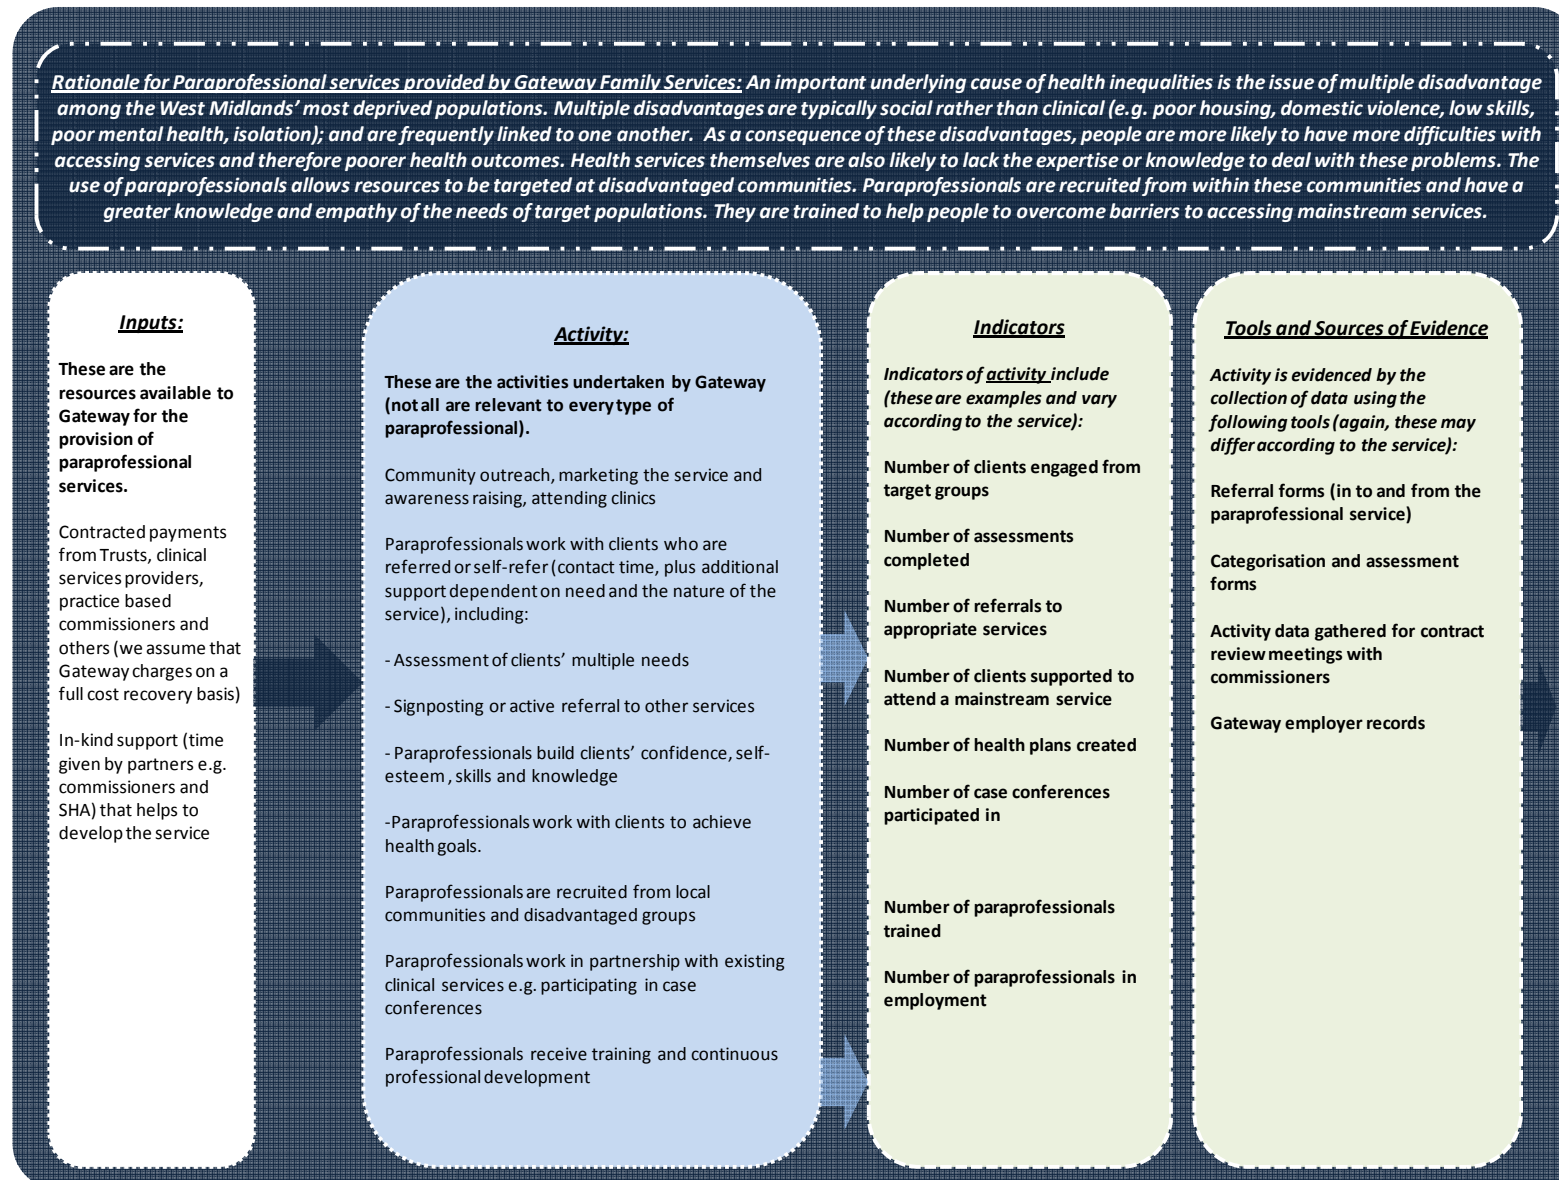 Rationale for Paraprofessional services provided by Gateway Family Services: An important underlying cause of health inequalities is the issue of multiple disadvantage
among the West Midlands' most deprived populations. Multiple disadvantages are typically social rather than clinical (e.g. poor housing, domestic violence, low skills,
poor mental health, isolation); and are frequently linked to one another. As a consequence of these disadvantages, people are more likely to have more difficulties with
accessing services and therefore poorer health outcomes. Health services themselves are also likely to lack the expertise or knowledge to deal with these problems. The
use of paraprofessionals allows resources to be targeted at disadvantaged communities. Paraprofessionals are recruited from within these communities and have a
greater knowledge and empathy of the needs of target populations. They are trained to help people to overcome barriers to accessing mainstream services.
Inputs:
These are the
resources available to
Gateway for the
provision of
paraprofessional
services.
Contracted payments
from Trusts, clinical
services providers,
practice based
commissioners and
others (we assume that
Gateway charges on a
full cost recovery basis)
In-kind support (time
given by partners e.g.
commissioners and
SHA) that helps to
develop the service
Activity:
These are the activities undertaken by Gateway
(not all are relevant to every type of
paraprofessional).
Community outreach, marketing the service and
awareness raising, attending clinics
Paraprofessionals work with clients who are
referred or self-refer (contact time, plus additional
support dependent on need and the nature of the
service), including:
- Assessment of clients' multiple needs
- Signposting or active referral to other services
- Paraprofessionals build clients' confidence, self-
esteem , skills and knowledge
-Paraprofessionals work with clients to achieve
health goals.
Paraprofessionals are recruited from local
communities and disadvantaged groups
Paraprofessionals work in partnership with existing
clinical services e.g. participating in case
conferences
Paraprofessionals receive training and continuous
professional development
Indicators
Indicators of activity include
(these are examples and vary
according to the service):
Number of clients engaged from
target groups
Number of assessments
completed
Number of referrals to
appropriate services
Number of clients supported to
attend a mainstream service
Number of health plans created
Number of case conferences
participated in
Number of paraprofessionals
trained
Number of paraprofessionals in
employment
Tools and Sources of Evidence
Activity is evidenced by the
collection of data using the
following tools (again, these may
differ according to the service):
Referral forms (in to and from the
paraprofessional service)
Categorisation and assessment
forms
Activity data gathered for contract
review meetings with
commissioners
Gateway employer records